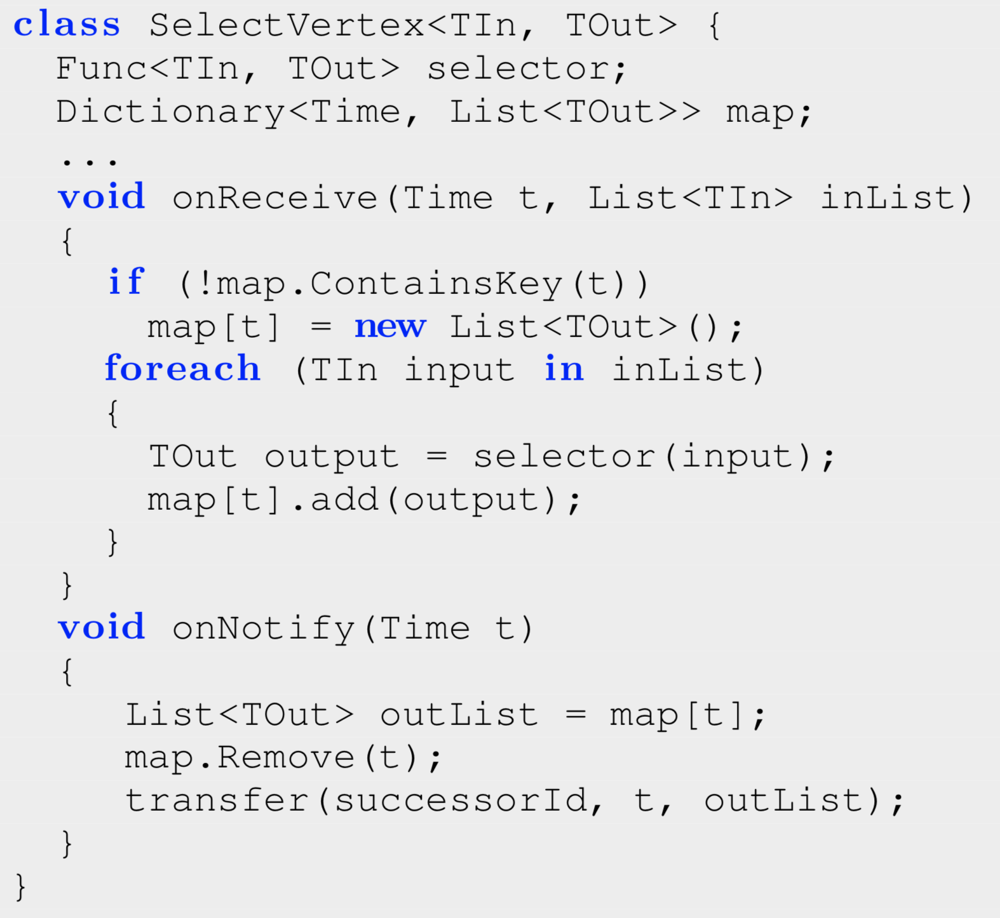 class SelectVertex<TIn, TOut> {
Func<TIn, TOut> selector;
Dictionary<Time, List<TOut>> map;
...
void onReceive(Time t, List<TIn> inList)
{
if (!map.ContainsKey(t))
map[t] = new List<TOut>();
foreach (TIn input in inList)
{
TOut output = selector(input);
map[t].add(output);
}
}
void onNotify(Time t)
{
List<TOut> outList = map[t];
map.Remove(t);
transfer(successorId, t, outList);
}
}